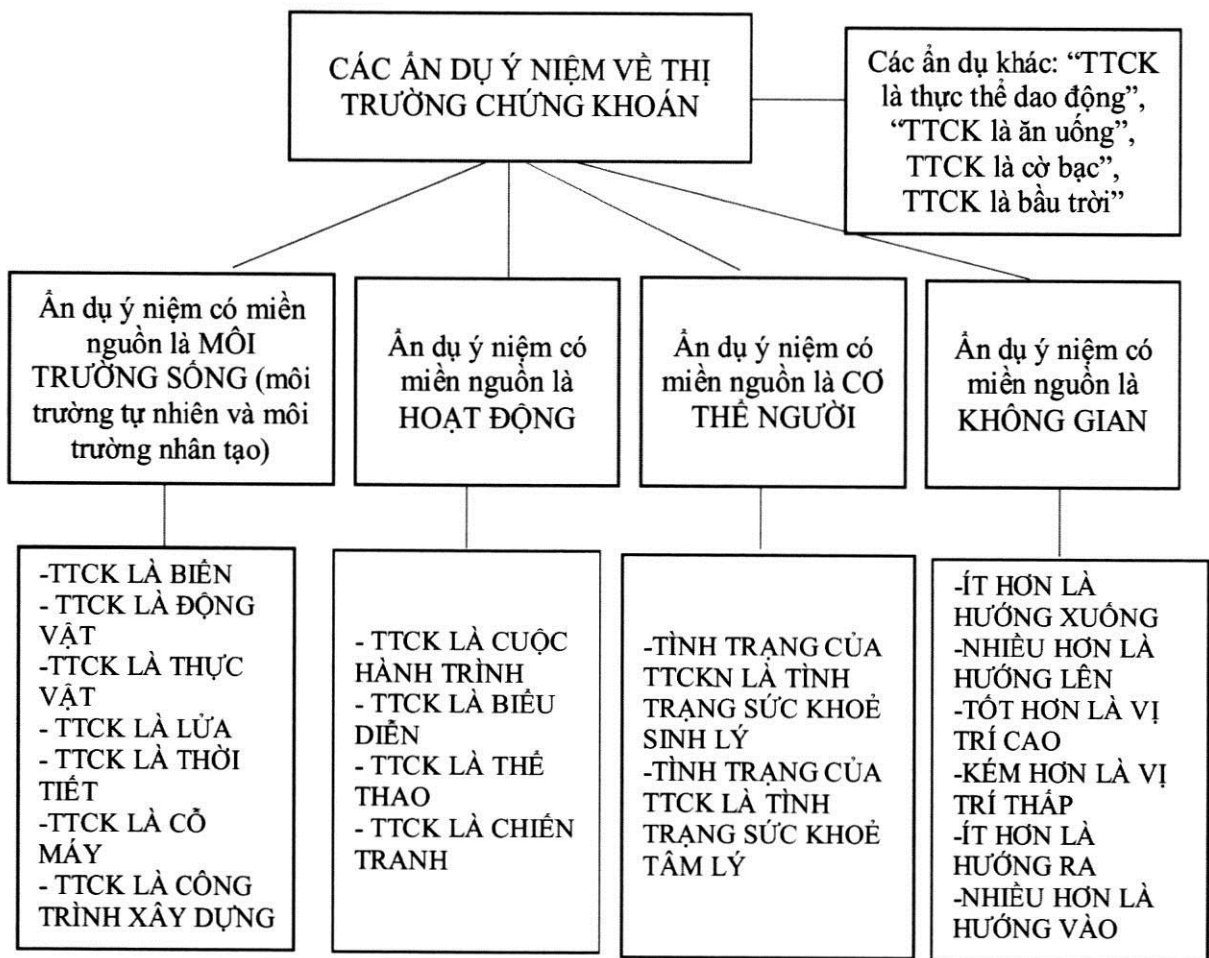 CÁC ẨN DỤ Ý NIỆM VỀ THỊ
TRƯỜNG CHỨNG KHOÁN
Các ẩn dụ khác: “TTCK
là thực thể dao động”,
“TTCK là ăn uống”,
TTCK là cờ bạc”,
TTCK là bầu trời”
Ẩn dụ ý niệm có miền
nguồn là MÔI
TRƯỜNG SỐNG (môi
trường tự nhiên và môi
trường nhân tạo)
Ẩn dụ ý niệm có
miền nguồn là
HOẠT ĐỘNG
Ẩn dụ ý niệm có
miền nguồn là CƠ
THỂ NGƯỜI
Ẩn dụ ý niệm có
miền nguồn là
KHÔNG GIAN
-TTCK LÀ BIỂN
- TTCK LÀ ĐỘNG
VẬT
-TTCK LÀ THỰC
VẬT
- TTCK LÀ LỬA
- TTCK LÀ THỜI
TIẾT
-TTCK LÀ CỖ
MÁY
- TTCK LÀ CÔNG
TRÌNH XÂY DỰNG
- TTCK LÀ CUỘC
HÀNH TRÌNH
- TTCK LÀ BIỂU
DIỄN
- TTCK LÀ THỂ
THAO
- TTCK LÀ CHIẾN
TRANH
-TÌNH TRẠNG CỦA
TTCKN LÀ TÌNH
TRẠNG SỨC KHOẺ
SINH LÝ
-TÌNH TRẠNG CỦA
TTCK LÀ TÌNH
TRẠNG SỨC KHOẺ
TÂM LÝ
-ÍT HƠN LÀ
HƯỚNG XUỐNG
-NHIỀU HƠN LÀ
HƯỚNG LÊN
-TỐT HƠN LÀ VỊ
TRÍ CAO
-KÉM HƠN LÀ VỊ
TRÍ THẤP
-ÍT HƠN LÀ
HƯỚNG RA
-NHIỀU HƠN LÀ
HƯỚNG VÀO